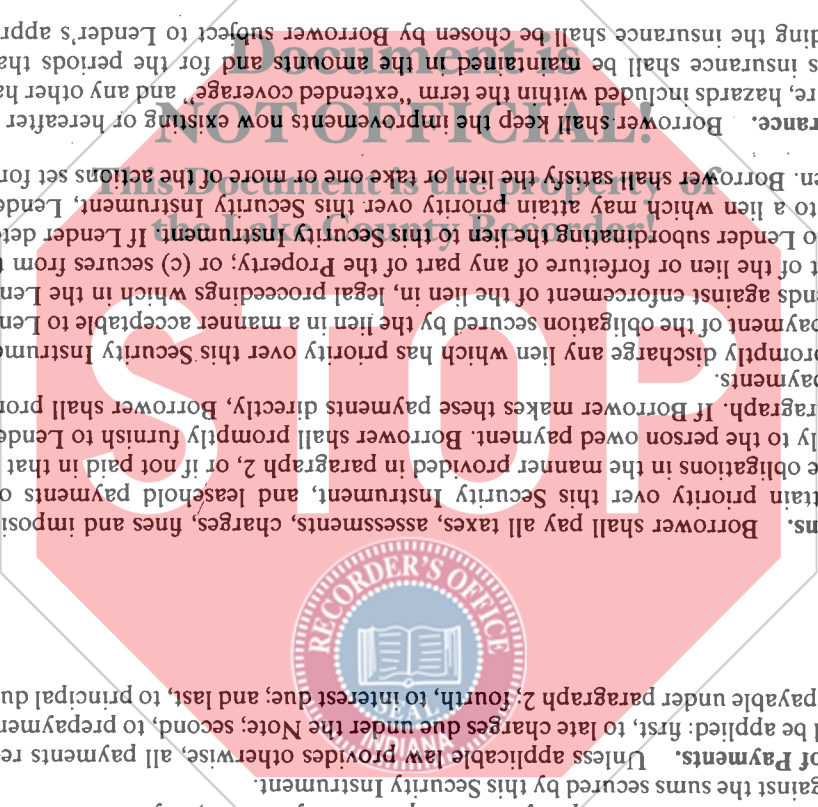 gainst the sums secured by this Security Instrument.
of Payments. Unless applicable law provides otherwise, all payments re
l be applied: first, to late charges due under the Note; second, to prepaymen
payable under paragraph 2; fourth, to interest due; and last, to principal du
ns. Borrower shall pay all taxes, assessments, charges, fines and imposi
ttain priority over this Security Instrument, and leasehold payments o
e obligations in the manner provided in paragraph 2, or if not paid in that
ly to the person owed payment. Borrower shall promptly furnish to Lende
ragraph. If Borrower makes these payments directly, Borrower shall pron
payments.
promptly discharge any lien which has priority over this Security Instrume
payment of the obligation secured by the lien in a manner acceptable to Len
ends against enforcement of the lien in, legal proceedings which in the Len
t of the lien or forfeiture of any part of the Property; or (c) secures from t
o Lender subordinating the lien to this Security Instrument. If Lender dete
to a lien which may attain priority over this Security Instrument, Lende
en. Borrower shall satisfy the lien or take one or more of the actions set for
rance. Borrower shall keep the improvements now existing or hereafter
re, hazards included within the term "extended coverage" and any other ha
s insurance shall be maintained in the amounts and for the periods tha
ding the insurance shall be chosen by Borrower subject to Lender's appr
Document is
NOT OFFICIAL!
This Document is the property of
the Lake County Recorder!
STOP
RECORDER'S OFFICE
SEAL
INDIANA